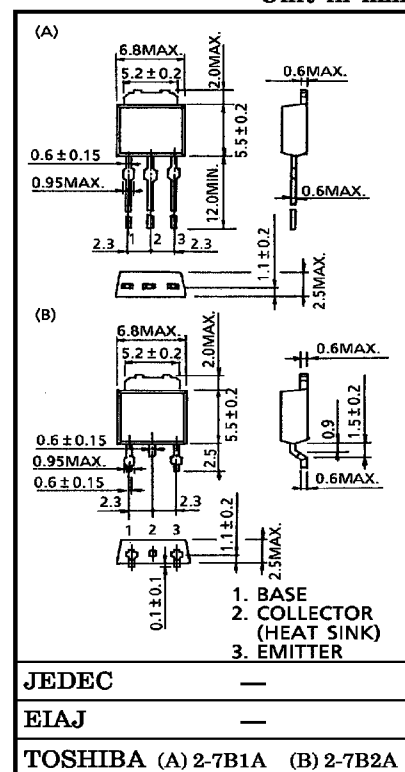 (A)
6.8MAX.
5.2±0.2
2.0MAX.
0.6MAX.
5.5±0.2
0.6±0.15
0.95MAX.
12.0MIN.
0.6MAX.
1 2 3
2.3 2.3
1.1±0.2
2.5MAX.
(B)
6.8MAX.
5.2±0.2
2.0MAX.
0.6MAX.
5.5±0.2
0.6±0.15
0.95MAX.
0.6±0.15
2.5
0.9
1.5±0.2
0.6MAX.
2.3 2.3
1 2 3
1.1±0.2
2.5MAX.
0.1±0.1
1. BASE
2. COLLECTOR
(HEAT SINK)
3. EMITTER
JEDEC —
EIAJ —
TOSHIBA (A) 2-7B1A (B) 2-7B2A